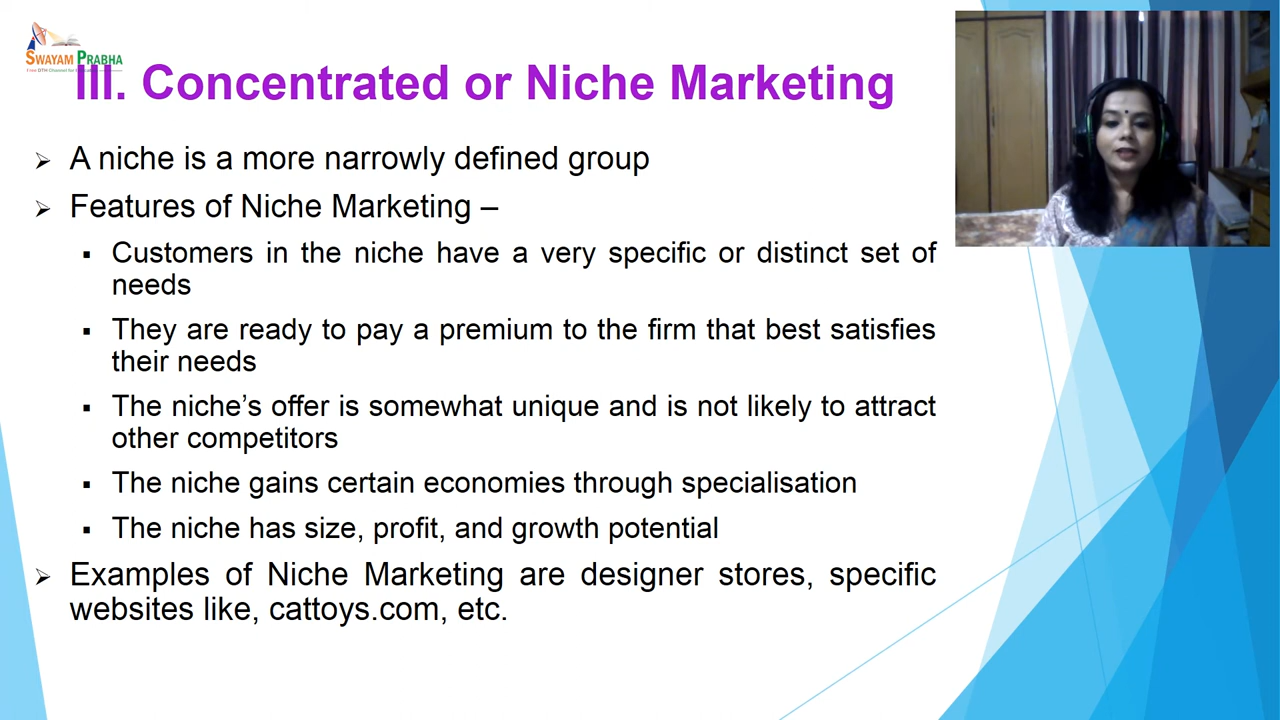 SWAYAM PRABHA
III. Concentrated or Niche Marketing
A niche is a more narrowly defined group
Features of Niche Marketing –
Customers in the niche have a very specific or distinct set of
needs
They are ready to pay a premium to the firm that best satisfies
their needs
The niche’s offer is somewhat unique and is not likely to attract
other competitors
The niche gains certain economies through specialisation
The niche has size, profit, and growth potential
Examples of Niche Marketing are designer stores, specific
websites like, cattoys.com, etc.